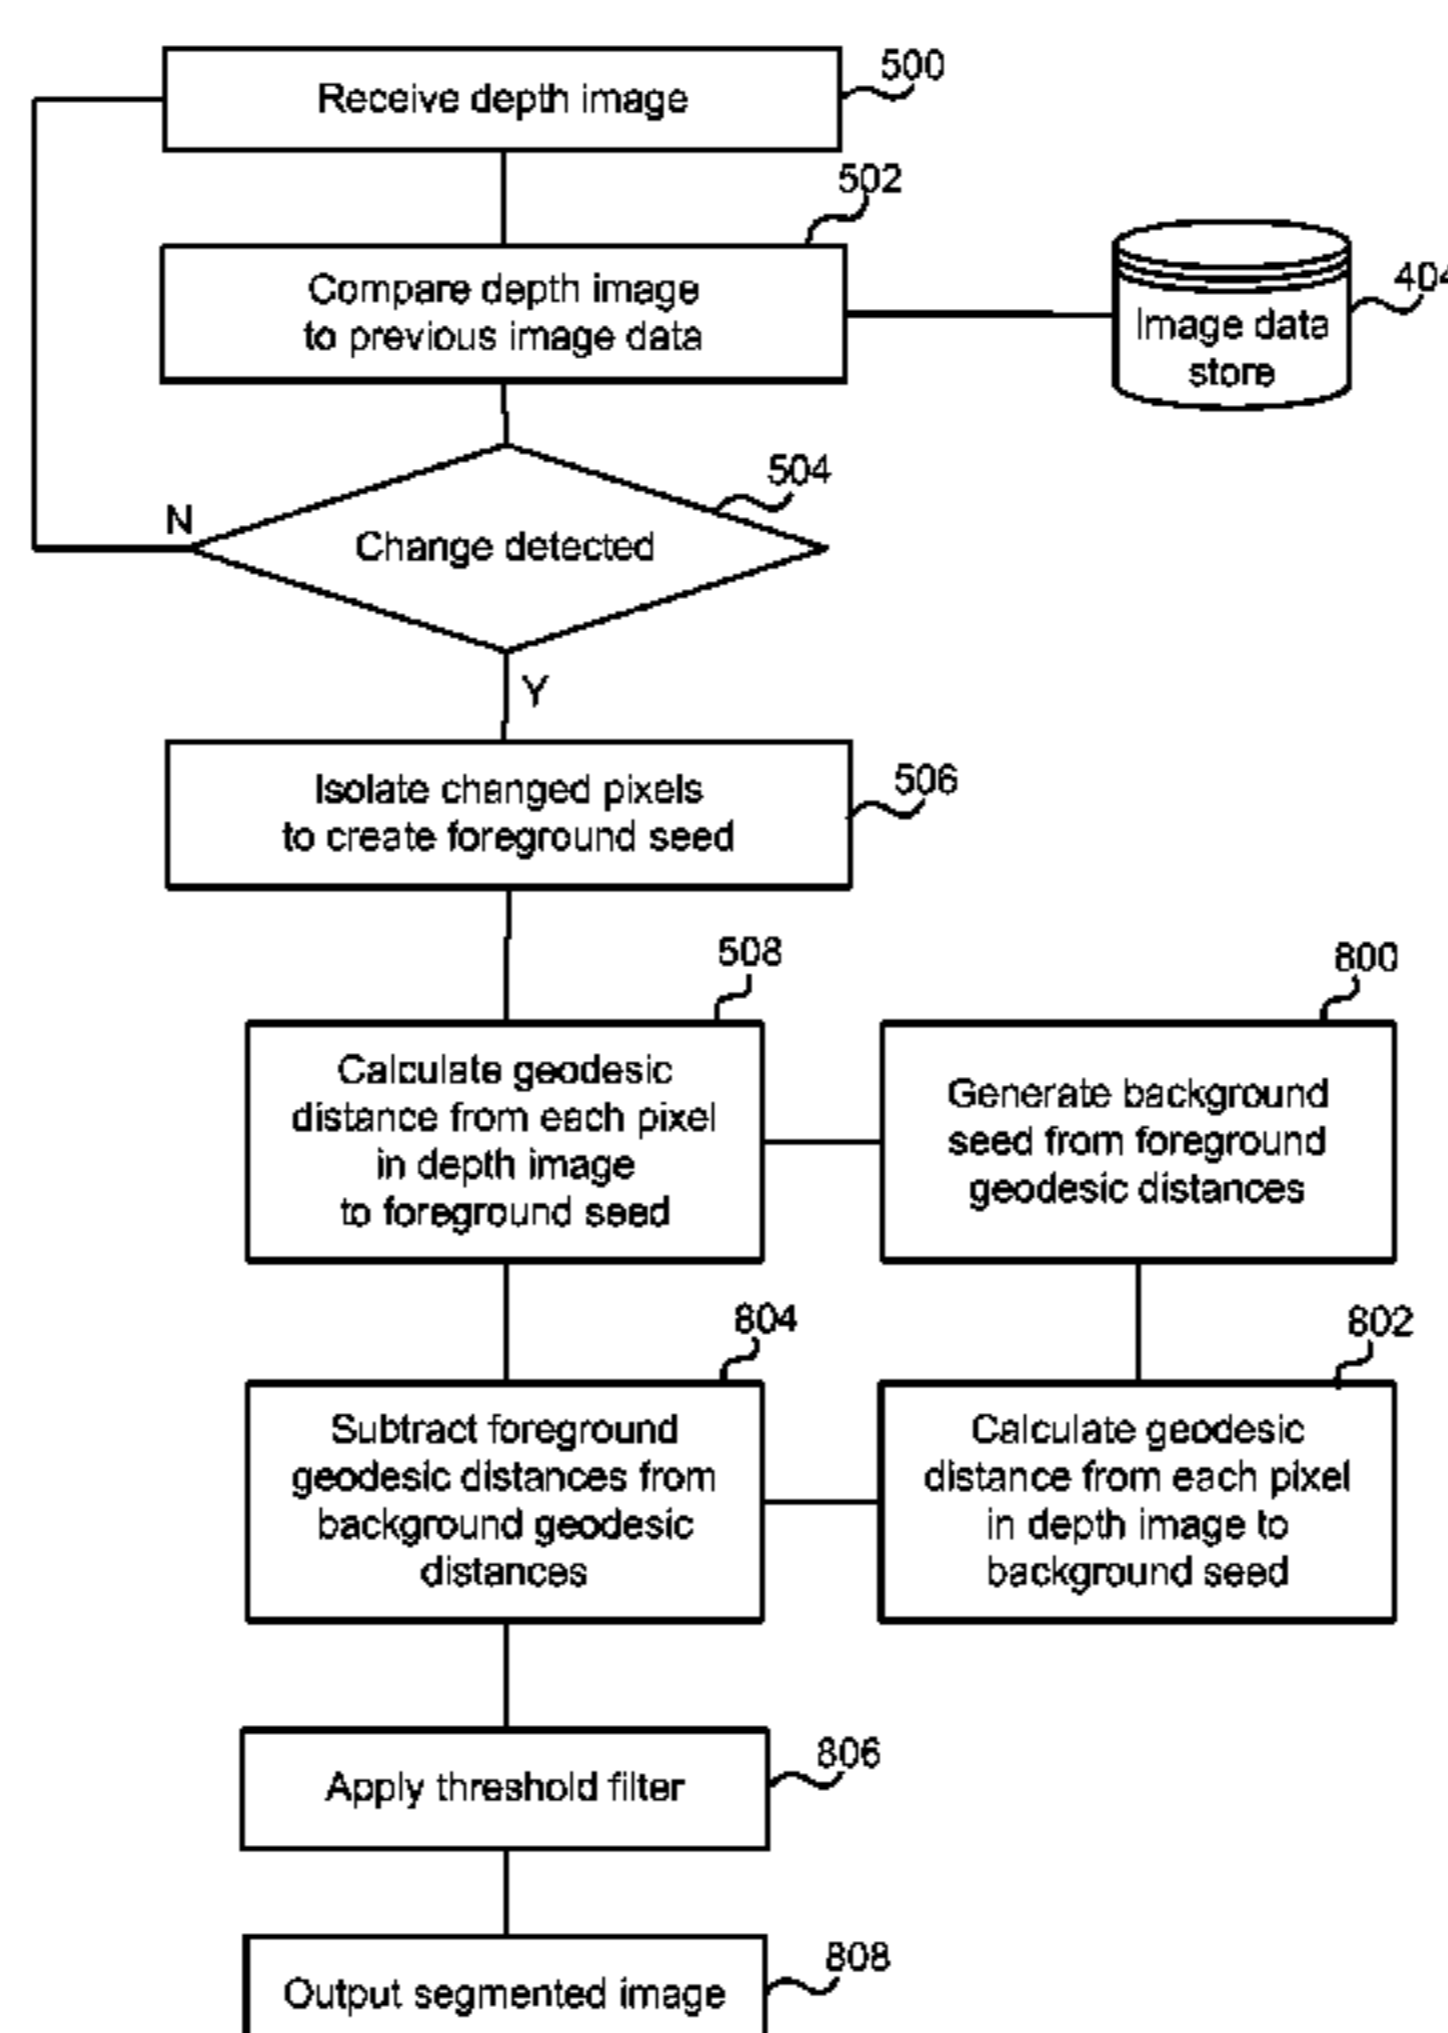 500
Receive depth image
502
Compare depth image
to previous image data
404
Image data
store
504
N
Change detected
Y
506
Isolate changed pixels
to create foreground seed
508
Calculate geodesic
distance from each pixel
in depth image
to foreground seed
800
Generate background
seed from foreground
geodesic distances
804
Subtract foreground
geodesic distances from
background geodesic
distances
802
Calculate geodesic
distance from each pixel
in depth image to
background seed
806
Apply threshold filter
808
Output segmented image